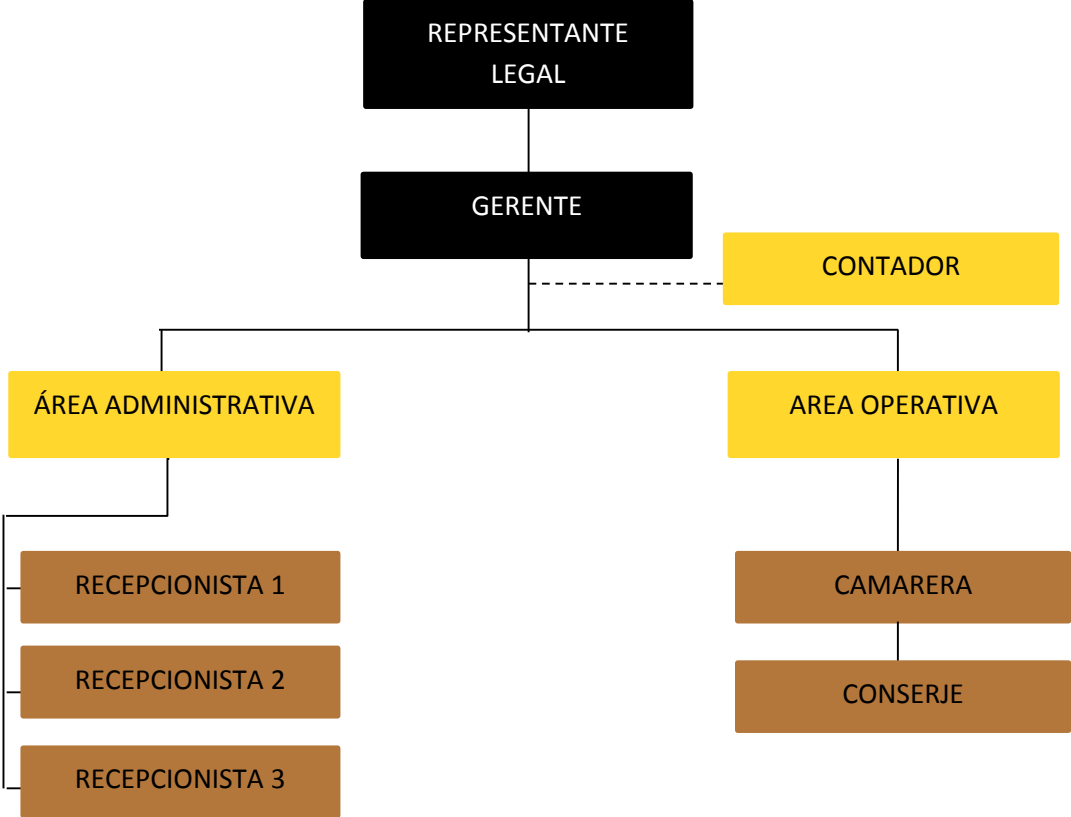 REPRESENTANTE
LEGAL
GERENTE
CONTADOR
ÁREA ADMINISTRATIVA
AREA OPERATIVA
RECEPCIONISTA 1
CAMARERA
RECEPCIONISTA 2
CONSERJE
RECEPCIONISTA 3